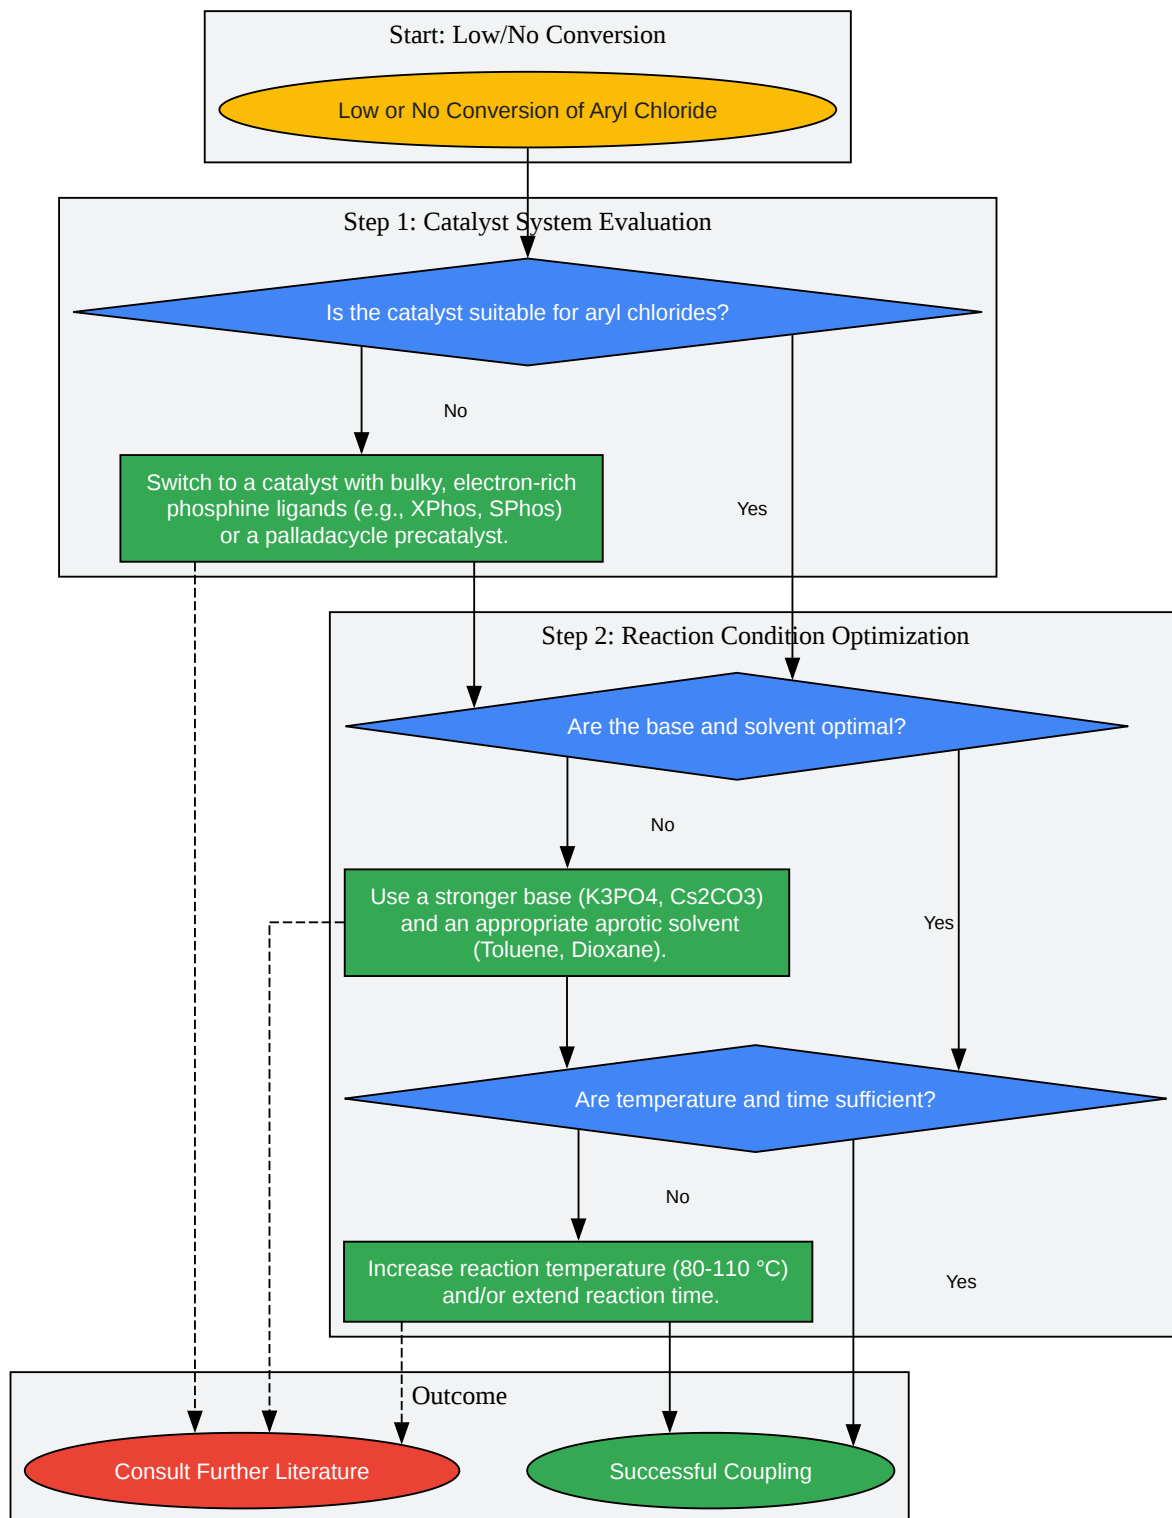 Start: Low/No Conversion
Low or No Conversion of Aryl Chloride
Step 1: Catalyst System Evaluation
Is the catalyst suitable for aryl chlorides?
No
Switch to a catalyst with bulky, electron-rich
phosphine ligands (e.g., XPhos, SPhos)
or a palladacycle precatalyst.
Yes
Step 2: Reaction Condition Optimization
Are the base and solvent optimal?
No
Use a stronger base (K3PO4, Cs2CO3)
and an appropriate aprotic solvent
(Toluene, Dioxane).
Yes
Are temperature and time sufficient?
No
Increase reaction temperature (80-110 °C)
and/or extend reaction time.
Yes
Outcome
Consult Further Literature
Successful Coupling